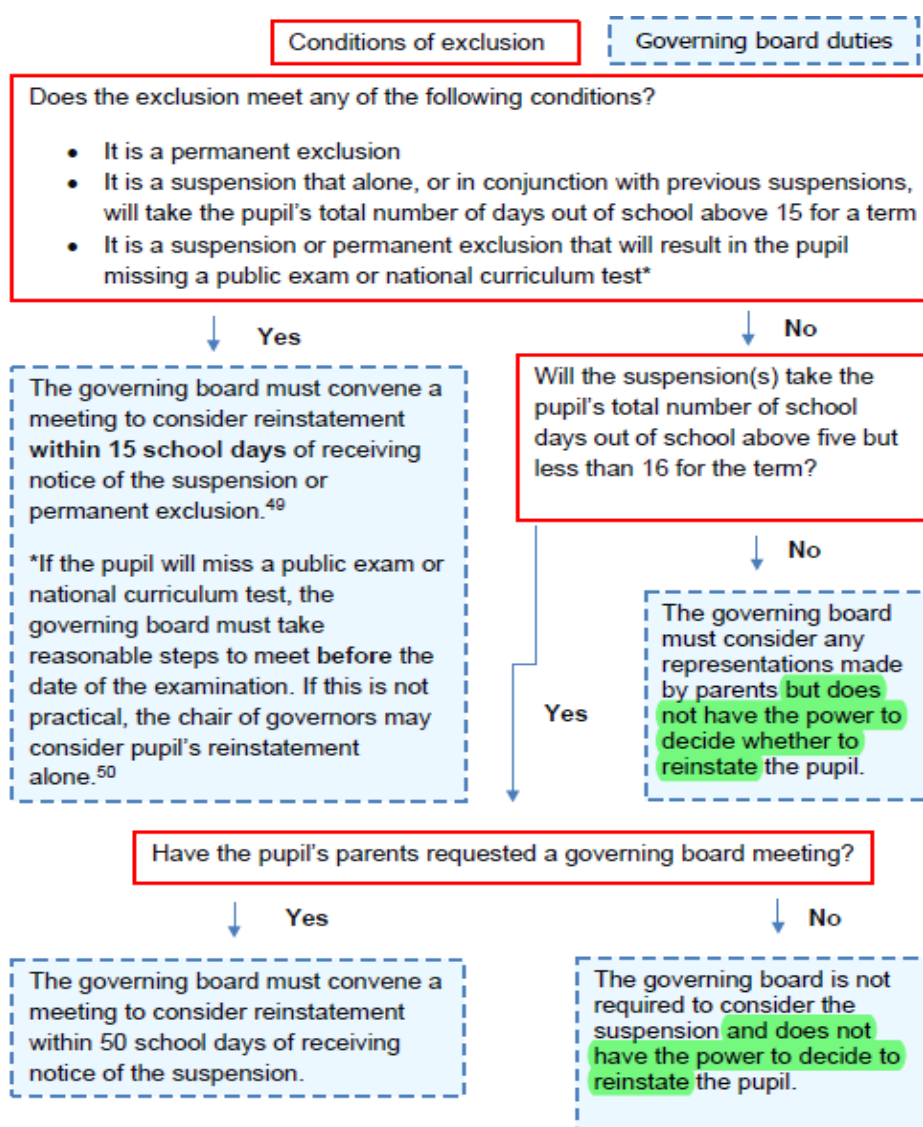 Conditions of exclusion
Governing board duties
Does the exclusion meet any of the following conditions?
• It is a permanent exclusion
• It is a suspension that alone, or in conjunction with previous suspensions,
will take the pupil's total number of days out of school above 15 for a term
• It is a suspension or permanent exclusion that will result in the pupil
missing a public exam or national curriculum test*
Yes
No
The governing board must convene a
meeting to consider reinstatement
within 15 school days of receiving
notice of the suspension or
permanent exclusion.49
*If the pupil will miss a public exam or
national curriculum test, the
governing board must take
reasonable steps to meet before the
date of the examination. If this is not
practical, the chair of governors may
consider pupil's reinstatement
alone.50
Will the suspension(s) take the
pupil's total number of school
days out of school above five but
less than 16 for the term?
No
The governing board
must consider any
representations made
by parents but does
not have the power to
decide whether to
reinstate the pupil.
Yes
Have the pupil's parents requested a governing board meeting?
Yes
No
The governing board must convene a
meeting to consider reinstatement
within 50 school days of receiving
notice of the suspension.
The governing board is not
required to consider the
suspension and does not
have the power to decide to
reinstate the pupil.